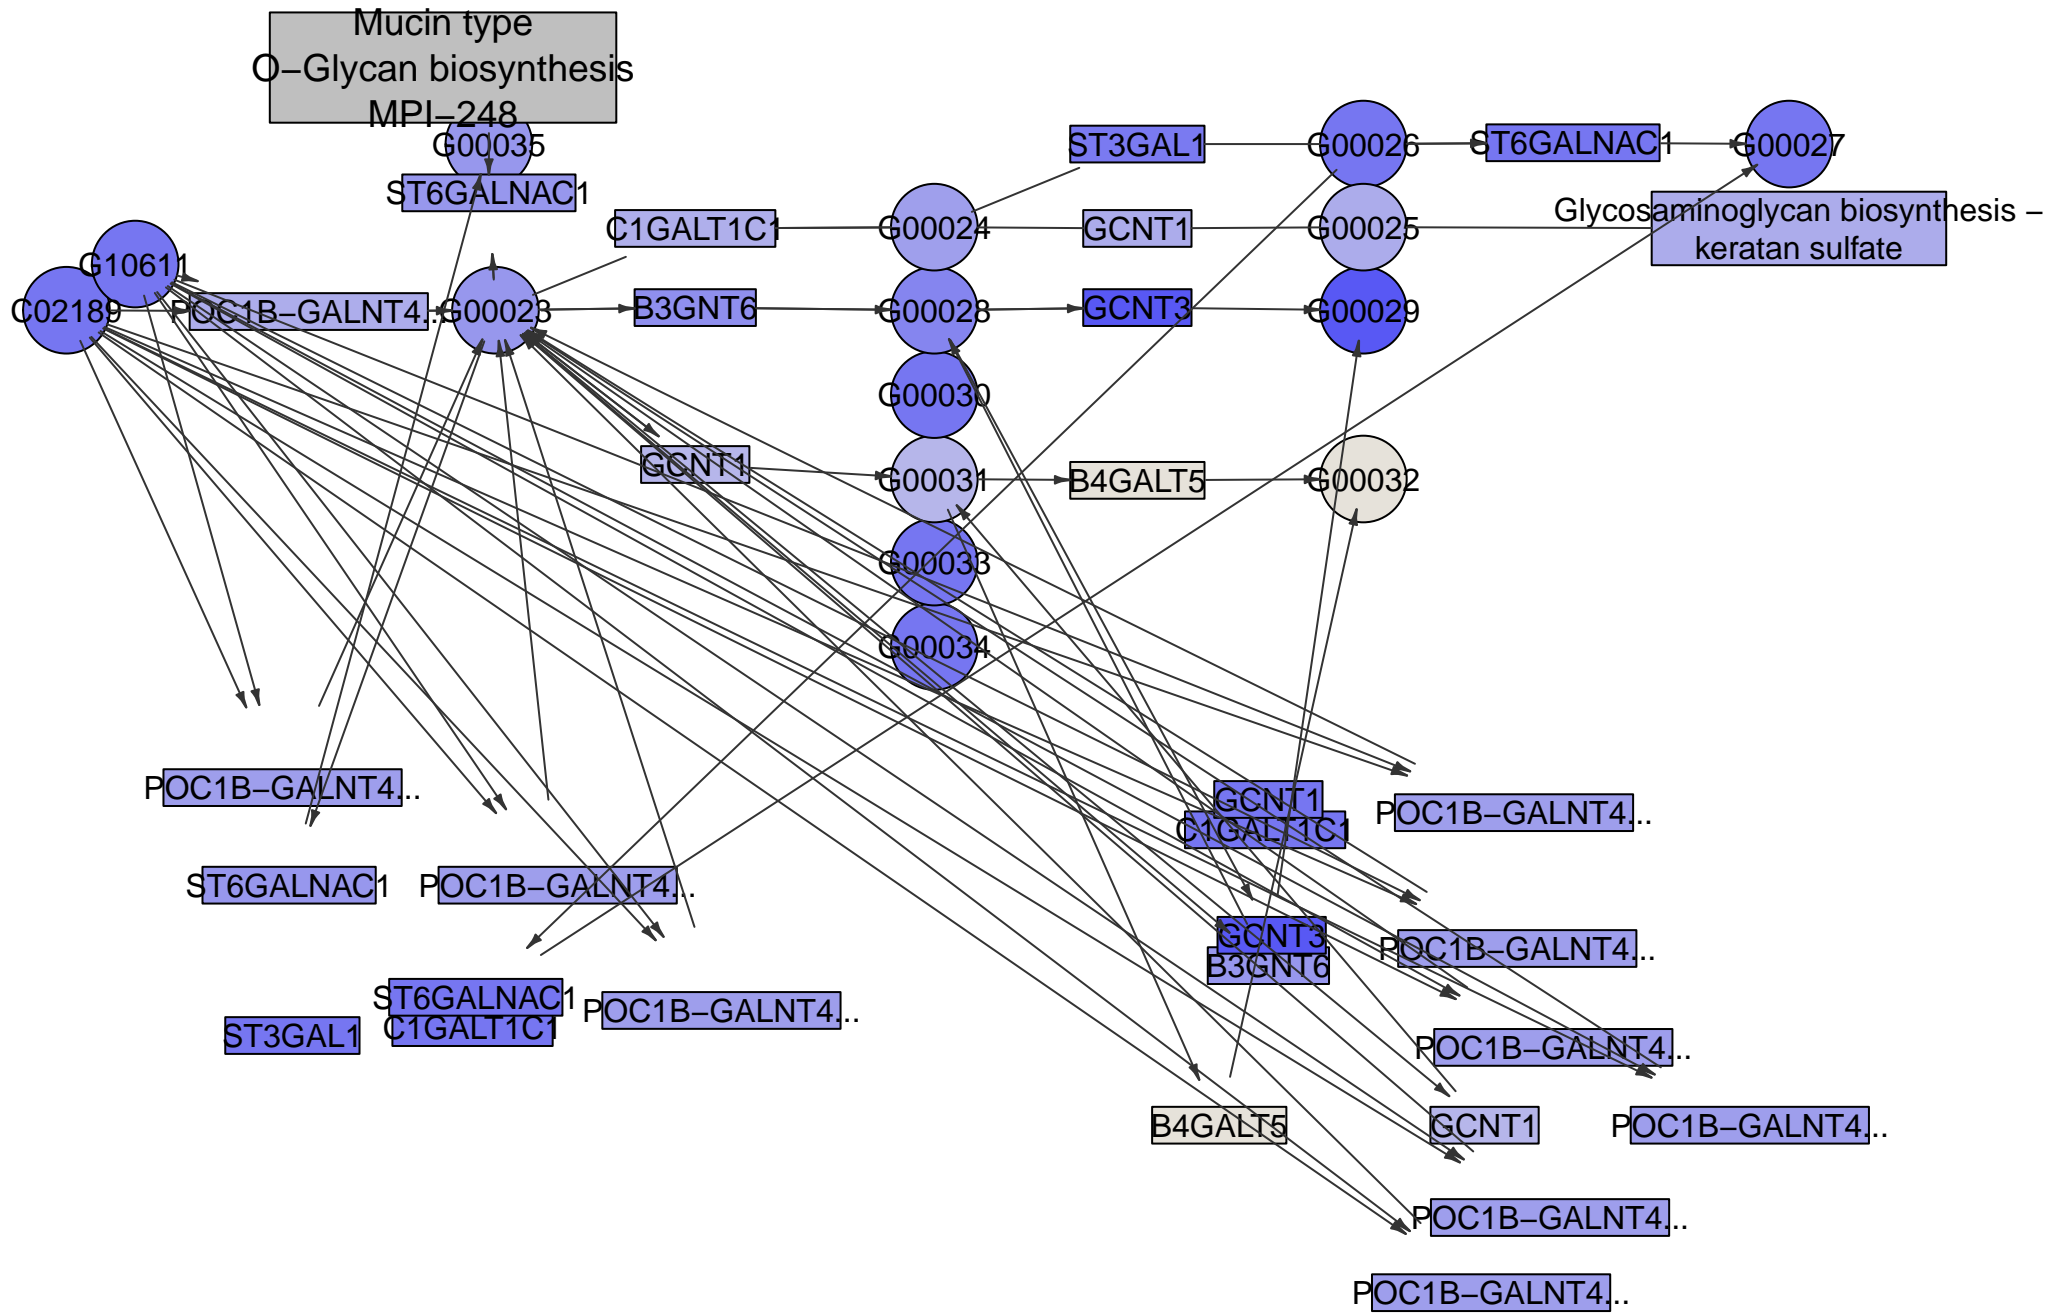 Mucin type
O−Glycan biosynthesis
MPI−248
G00035
ST6GALNAC1
ST3GAL1
G00026
ST6GALNAC1
G00027
C1GALT1C1
G00024
GCNT1
G00025
Glycosaminoglycan biosynthesis −
keratan sulfate
G10611
C02189
POC1B−GALNT4...
G00023
B3GNT6
G00028
GCNT3
G00029
G00030
GCNT1
G00031
B4GALT5
G00032
G00033
G00034
POC1B−GALNT4...
GCNT1
C1GALT1C1
POC1B−GALNT4...
ST6GALNAC1
POC1B−GALNT4...
GCNT3
B3GNT6
POC1B−GALNT4...
ST6GALNAC1
C1GALT1C1
ST3GAL1
POC1B−GALNT4...
POC1B−GALNT4...
B4GALT5
GCNT1
POC1B−GALNT4...
POC1B−GALNT4...
POC1B−GALNT4...